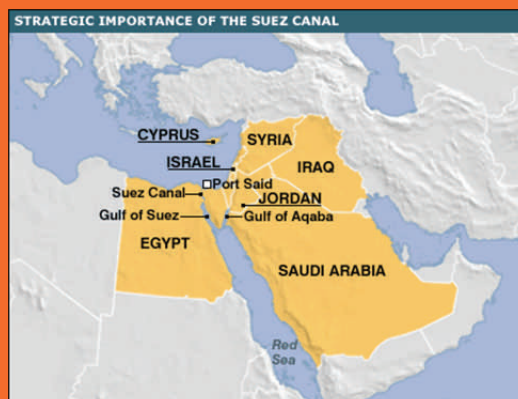 STRATEGIC IMPORTANCE OF THE SUEZ CANAL
CYPRUS
SYRIA
ISRAEL
IRAQ
Port Said
Suez Canal
JORDAN
Gulf of Suez
Gulf of Aqaba
EGYPT
SAUDI ARABIA
Red
Sea